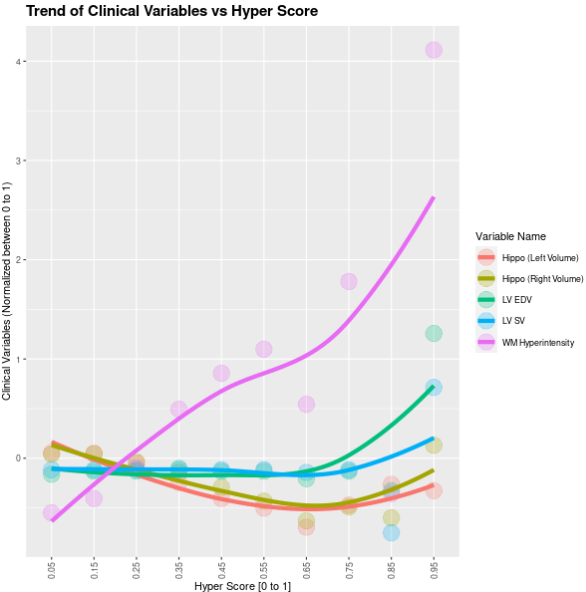 Trend of Clinical Variables vs Hyper Score
Clinical Variables (Normalized between 0 to 1)
4
3
2
1
0
0.05 0.15 0.25 0.35 0.45 0.55 0.65 0.75 0.85 0.95
Hyper Score [0 to 1]
Variable Name
Hippo (Left Volume)
Hippo (Right Volume)
LV EDV
LV SV
WM Hyperintensity